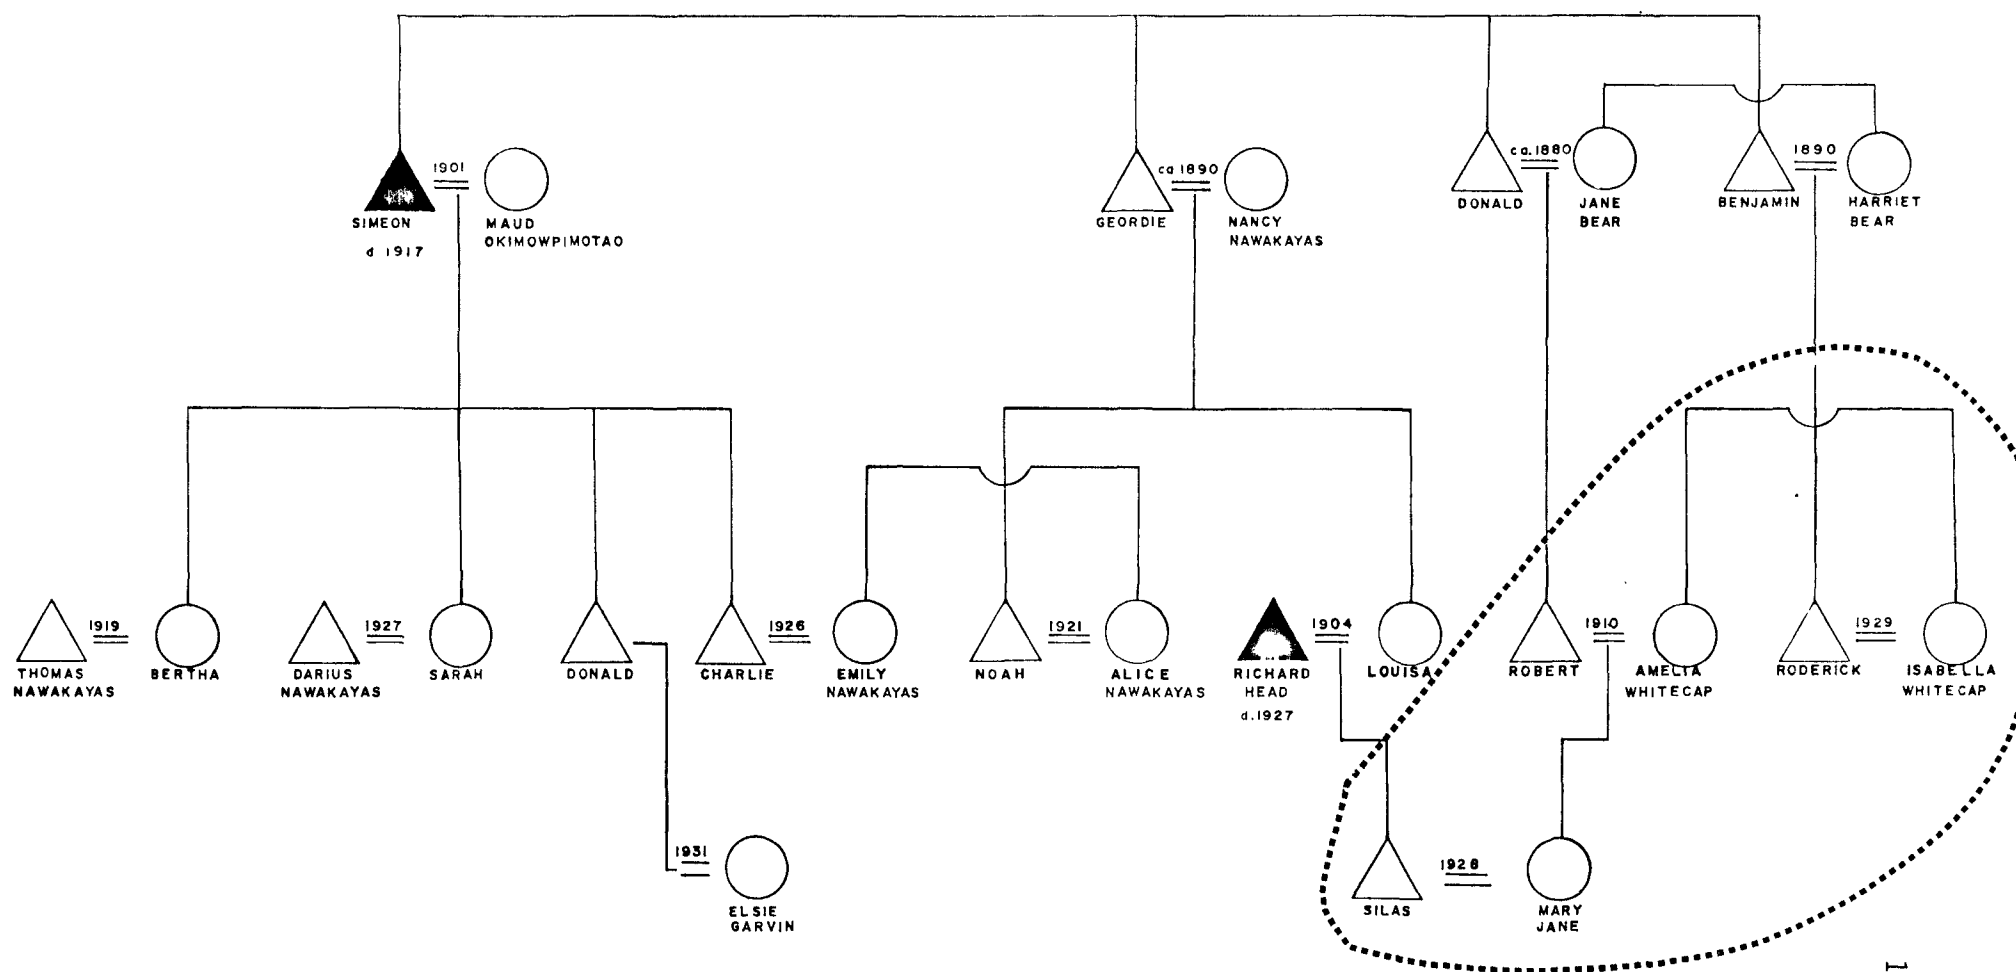 1901
SIMEON
d 1917
MAUD
OKIMOWPIMOTAO
ca 1890
GEORDIE
NANCY
NAWAKAYAS
ca. 1880
DONALD
JANE
BEAR
1890
BENJAMIN
HARRIET
BEAR
1919
THOMAS
NAWAKAYAS
BERTHA
1927
DARIUS
NAWAKAYAS
SARAH
DONALD
1926
CHARLIE
EMILY
NAWAKAYAS
NOAH
1921
ALICE
NAWAKAYAS
1904
RICHARD
HEAD
d. 1927
LOUISA
1910
ROBERT
AMELIA
WHITECAP
1929
RODERICK
ISABELLA
WHITECAP
1931
ELSIE
GARVIN
1928
SILAS
MARY
JANE
1